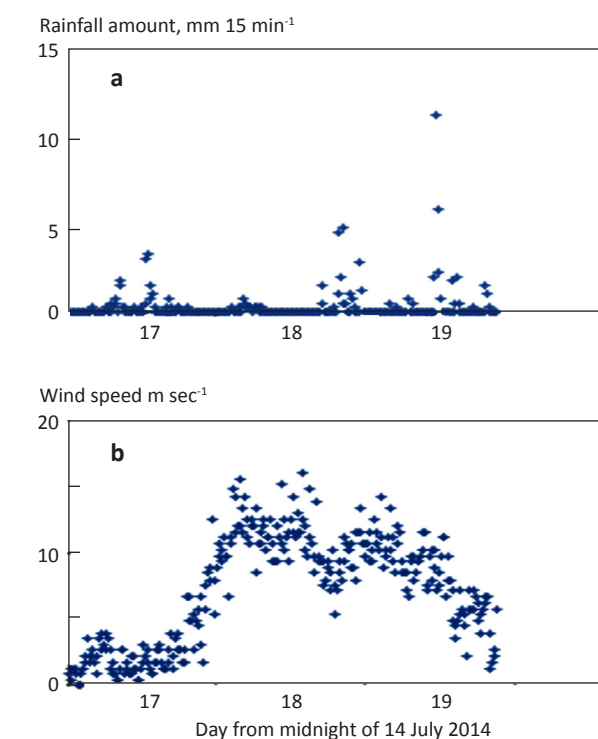 Rainfall amount, mm 15 min⁻¹
15
a
10
5
0
17 18 19
Wind speed m sec⁻¹
20
b
10
0
17 18 19
Day from midnight of 14 July 2014